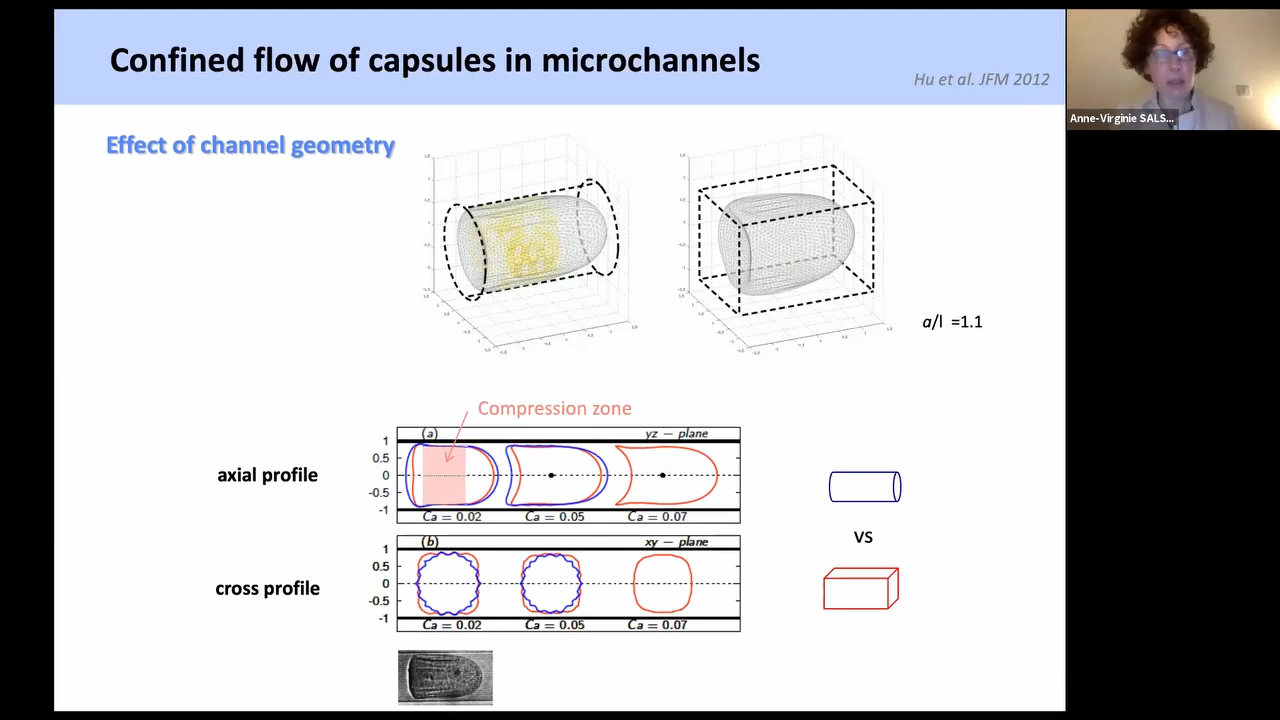 Confined flow of capsules in microchannels
Hu et al. JFM 2012
Anne-Virginie SALS...
Effect of channel geometry
a/l =1.1
Compression zone
(a) yz − plane
1
0.5
0
-0.5
-1
axial profile
Ca = 0.02 Ca = 0.05 Ca = 0.07
VS
(b) xy − plane
1
0.5
0
-0.5
-1
cross profile
Ca = 0.02 Ca = 0.05 Ca = 0.07